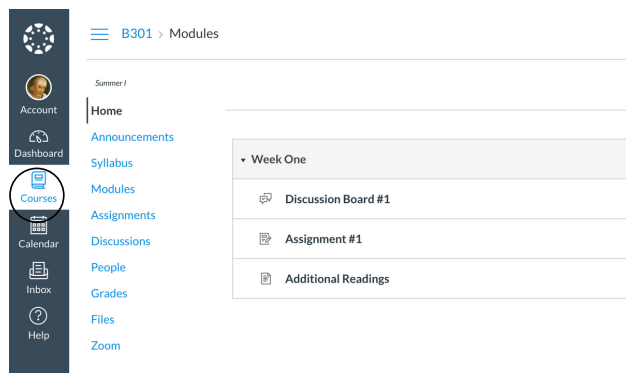 B301 > Modules
Account
Dashboard
Courses
Calendar
Inbox
Help
Summer I
Home
Announcements
Syllabus
Modules
Assignments
Discussions
People
Grades
Files
Zoom
Week One
Discussion Board #1
Assignment #1
Additional Readings